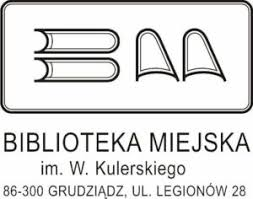 BIBLIOTEKA MIEJSKA
im. W. Kulerskiego
86-300 GRUDZIĄDZ, UL. LEGIONÓW 28